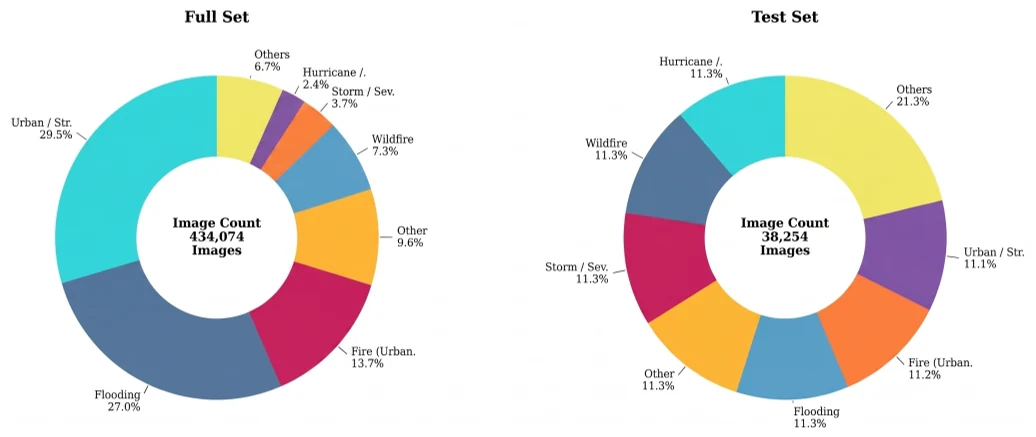 Full Set
Others
6.7%
Hurricane /.
2.4%
Storm / Sev.
3.7%
Wildfire
7.3%
Other
9.6%
Fire (Urban.
13.7%
Flooding
27.0%
Urban / Str.
29.5%
Image Count
434,074
Images
Test Set
Others
21.3%
Urban / Str.
11.1%
Fire (Urban.
11.2%
Flooding
11.3%
Other
11.3%
Storm / Sev.
11.3%
Wildfire
11.3%
Hurricane /.
11.3%
Image Count
38,254
Images